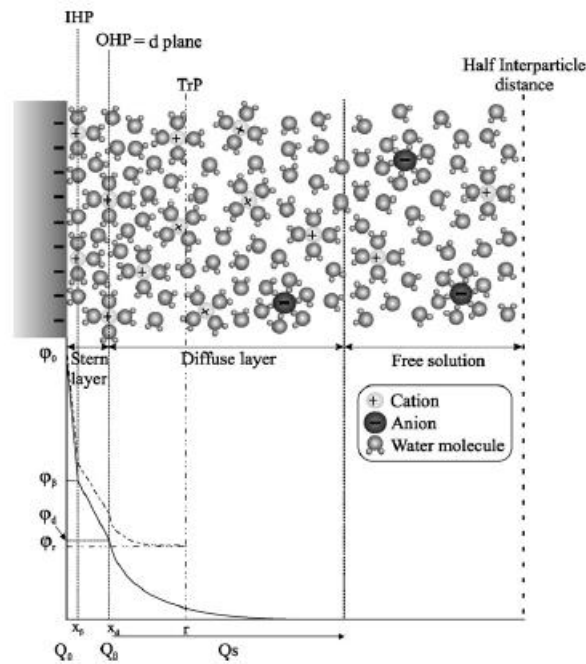 IHP
OHP = d plane
TrP
Half Interparticle
distance
φ₀
Stern
layer
Diffuse layer
Free solution
Cation
Anion
Water molecule
φᵦ
φd
φr
xᵦ
xd
r
Q₀
Qᵦ
Qs